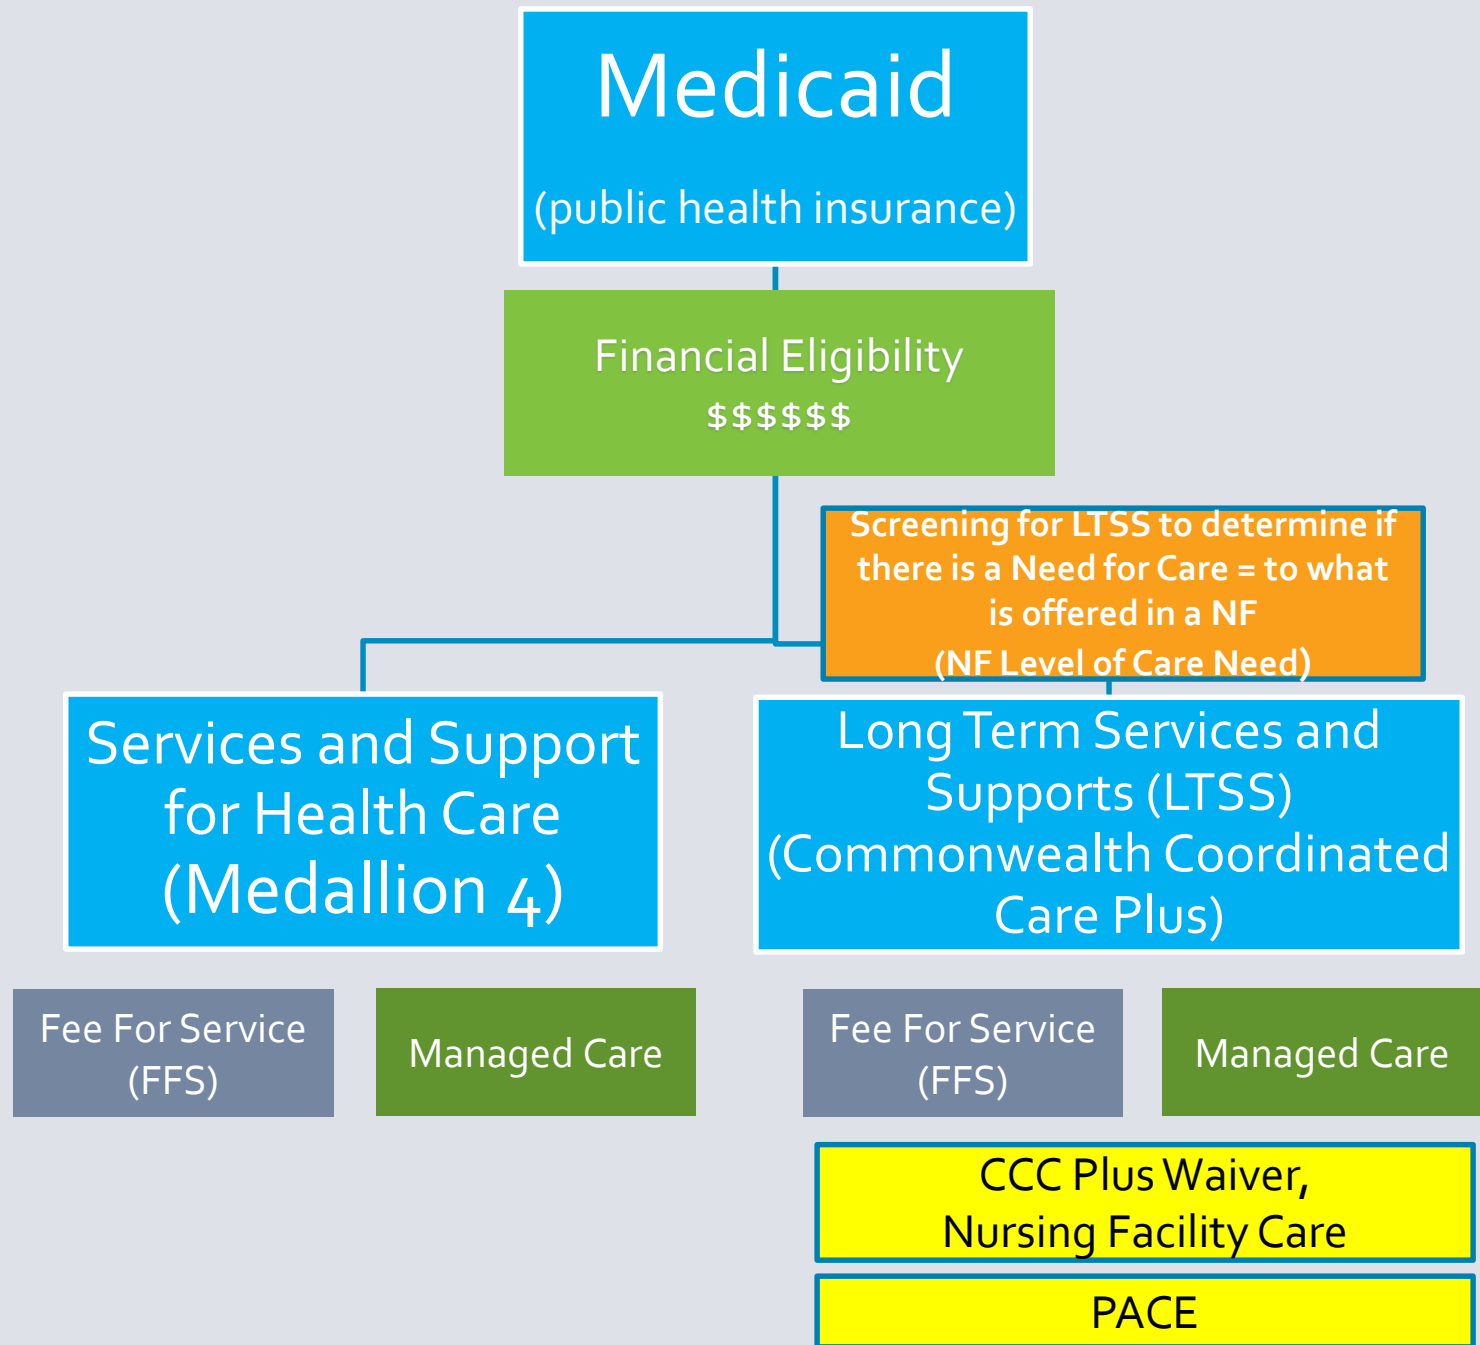 Medicaid
(public health insurance)
Financial Eligibility
$$$$$$
Screening for LTSS to determine if
there is a Need for Care = to what
is offered in a NF
(NF Level of Care Need)
Services and Support
for Health Care
(Medallion 4)
Long Term Services and
Supports (LTSS)
(Commonwealth Coordinated
Care Plus)
Fee For Service
(FFS)
Managed Care
Fee For Service
(FFS)
Managed Care
CCC Plus Waiver,
Nursing Facility Care
PACE